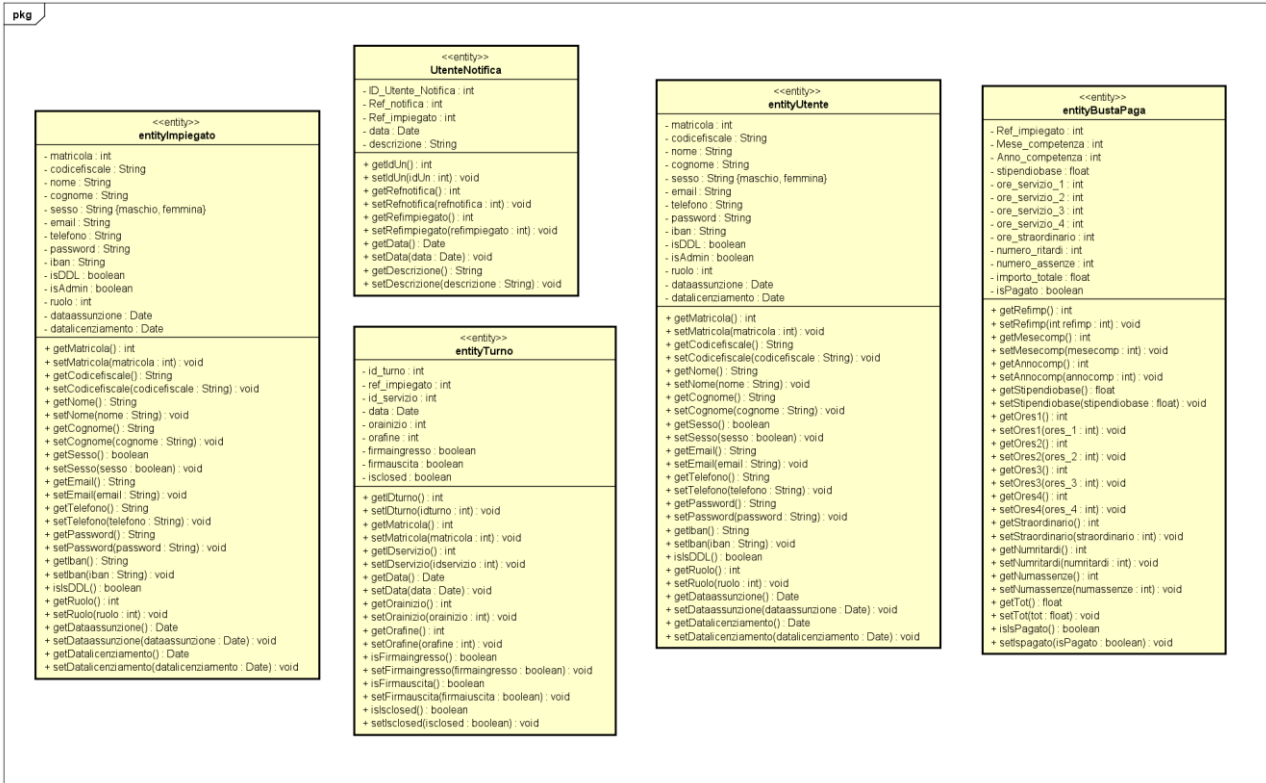 pkg
<<entity>>
entityImpiegato
- matricola : int
- codicefiscale : String
- nome : String
- cognome : String
- sesso : String {maschio, femmina}
- email : String
- telefono : String
- password : String
- iban : String
- isDDL : boolean
- isAdmin : boolean
- ruolo : int
- dataassunzione : Date
- datalicenziamento : Date
+ getMatricola() : int
+ setMatricola(matricola : int) : void
+ getCodicefiscale() : String
+ setCodicefiscale(codicefiscale : String) : void
+ getNome() : String
+ setNome(nome : String) : void
+ getCognome() : String
+ setCognome(cognome : String) : void
+ getSesso() : boolean
+ setSesso(sesso : boolean) : void
+ getEmail() : String
+ setEmail(email : String) : void
+ getTelefono() : String
+ setTelefono(telefono : String) : void
+ getPassword() : String
+ setPassword(password : String) : void
+ getIban() : String
+ setIban(iban : String) : void
+ isIsDDL() : boolean
+ getRuolo() : int
+ setRuolo(ruolo : int) : void
+ getDataassunzione() : Date
+ setDataassunzione(dataassunzione : Date) : void
+ getDatalicenziamento() : Date
+ setDatalicenziamento(datalicenziamento : Date) : void
<<entity>>
UtenteNotifica
- ID_Utente_Notifica : int
- Ref_notifica : int
- Ref_impiegato : int
- data : Date
- descrizione : String
+ getIdUn() : int
+ setIdUn(idUn : int) : void
+ getRefnotifica() : int
+ setRefnotifica(refnotifica : int) : void
+ getRefimpiegato() : int
+ setRefimpiegato(refimpiegato : int) : void
+ getData() : Date
+ setData(data : Date) : void
+ getDescrizione() : String
+ setDescrizione(descrizione : String) : void
<<entity>>
entityTurno
- id_turno : int
- ref_impiegato : int
- id_servizio : int
- data : Date
- orainizio : int
- orafine : int
- firmaingresso : boolean
- firmauscita : boolean
- isclosed : boolean
+ getIDturno() : int
+ setIDturno(idturno : int) : void
+ getMatricola() : int
+ setMatricola(matricola : int) : void
+ getIDservizio() : int
+ setIDservizio(idservizio : int) : void
+ getData() : Date
+ setData(data : Date) : void
+ getOrainizio() : int
+ setOrainizio(orainizio : int) : void
+ getOrafine() : int
+ setOrafine(orafine : int) : void
+ isFirmaingresso() : boolean
+ setFirmaingresso(firmaingresso : boolean) : void
+ isFirmauscita() : boolean
+ setFirmauscita(firmaiuscita : boolean) : void
+ isIsclosed() : boolean
+ setIsclosed(isclosed : boolean) : void
<<entity>>
entityUtente
- matricola : int
- codicefiscale : String
- nome : String
- cognome : String
- sesso : String {maschio, femmina}
- email : String
- telefono : String
- password : String
- iban : String
- isDDL : boolean
- isAdmin : boolean
- ruolo : int
- dataassunzione : Date
- datalicenziamento : Date
+ getMatricola() : int
+ setMatricola(matricola : int) : void
+ getCodicefiscale() : String
+ setCodicefiscale(codicefiscale : String) : void
+ getNome() : String
+ setNome(nome : String) : void
+ getCognome() : String
+ setCognome(cognome : String) : void
+ getSesso() : boolean
+ setSesso(sesso : boolean) : void
+ getEmail() : String
+ setEmail(email : String) : void
+ getTelefono() : String
+ setTelefono(telefono : String) : void
+ getPassword() : String
+ setPassword(password : String) : void
+ getIban() : String
+ setIban(iban : String) : void
+ isIsDDL() : boolean
+ getRuolo() : int
+ setRuolo(ruolo : int) : void
+ getDataassunzione() : Date
+ setDataassunzione(dataassunzione : Date) : void
+ getDatalicenziamento() : Date
+ setDatalicenziamento(datalicenziamento : Date) : void
<<entity>>
entityBustaPaga
- Ref_impiegato : int
- Mese_competenza : int
- Anno_competenza : int
- stipendiobase : float
- ore_servizio_1 : int
- ore_servizio_2 : int
- ore_servizio_3 : int
- ore_servizio_4 : int
- ore_straordinario : int
- numero_ritardi : int
- numero_assenze : int
- importo_totale : float
- isPagato : boolean
+ getRefimp() : int
+ setRefimp(int refimp : int) : void
+ getMesecomp() : int
+ setMesecomp(mesecomp : int) : void
+ getAnnocomp() : int
+ setAnnocomp(annocomp : int) : void
+ getStipendiobase() : float
+ setStipendiobase(stipendiobase : float) : void
+ getOres1() : int
+ setOres1(ores_1 : int) : void
+ getOres2() : int
+ setOres2(ores_2 : int) : void
+ getOres3() : int
+ setOres3(ores_3 : int) : void
+ getOres4() : int
+ setOres4(ores_4 : int) : void
+ getStraordinario() : int
+ setStraordinario(straordinario : int) : void
+ getNumritardi() : int
+ setNumritardi(numritardi : int) : void
+ getNumassenze() : int
+ setNumassenze(numassenze : int) : void
+ getTot() : float
+ setTot(tot : float) : void
+ isIsPagato() : boolean
+ setIspagato(isPagato : boolean) : void